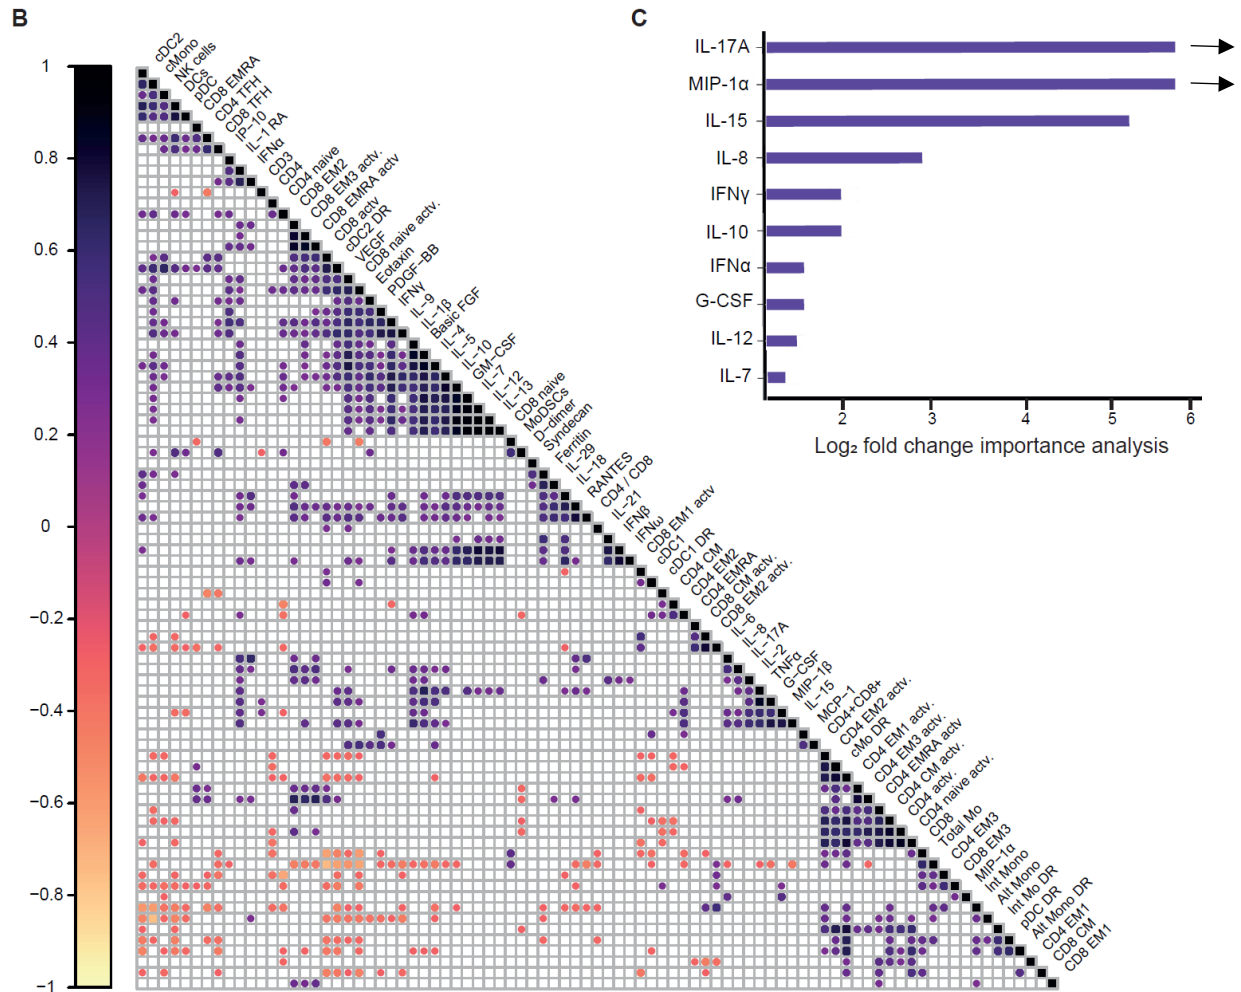 B
C
1
0.8
0.6
0.4
0.2
0
−0.2
−0.4
−0.6
−0.8
−1
cDC2
cMono
NK cells
DCs
pDC
CD8 EMRA
CD4 TFH
CD8 TFH
IP-10
IL-1 RA
IFNα
CD3
CD4
CD4 naive
CD8 EM2
CD8 EM3 actv.
CD8 EMRA actv
CD8 actv
cDC2 DR
VEGF
CD8 naive actv.
Eotaxin
PDGF-BB
IFNγ
IL-9
IL-1β
Basic FGF
IL-4
IL-5
IL-10
GM-CSF
IL-7
IL-12
IL-13
CD8 naive
MoDSCs
D-dimer
Syndecan
Ferritin
IL-29
IL-18
RANTES
CD4 / CD8
IL-21
IFNβ
IFNω
CD8 EM1 actv
cDC1
cDC1 DR
CD4 CM
CD4 EM2
CD4 EMRA
CD8 CM actv.
CD8 EM2 actv.
IL-6
IL-8
IL-17A
IL-2
TNFα
G-CSF
MIP-1β
IL-15
MCP-1
CD4+CD8+
CD4 EM2 actv.
cMo DR
CD4 EM1 actv.
CD4 EM3 actv.
CD4 EMRA actv
CD4 CM actv.
CD4 actv.
CD4 naive actv.
CD8
Total Mo
CD4 EM3
CD8 EM3
MIP-1α
Int Mono
Alt Mono
Int Mo DR
pDC DR
Alt Mono DR
CD4 EM1
CD8 CM
CD8 EM1
IL-17A
MIP-1α
IL-15
IL-8
IFNγ
IL-10
IFNα
G-CSF
IL-12
IL-7
2 3 4 5 6
Log₂ fold change importance analysis